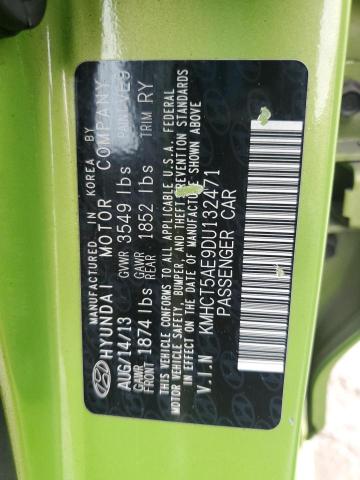 MANUFACTURED IN KOREA BY
HYUNDAI MOTOR COMPANY
AUG/14/13 GVWR 3549 lbs PAINT
GAWR FRONT 1874 lbs GAWR REAR 1852 lbs TRIM RY
THIS VEHICLE CONFORMS TO ALL APPLICABLE U.S.A. FEDERAL
MOTOR VEHICLE SAFETY, BUMPER, AND THEFT PREVENTION STANDARDS
IN EFFECT ON THE DATE OF MANUFACTURE SHOWN ABOVE.
V.I.N KMHCT5AE9DU132471
PASSENGER CAR